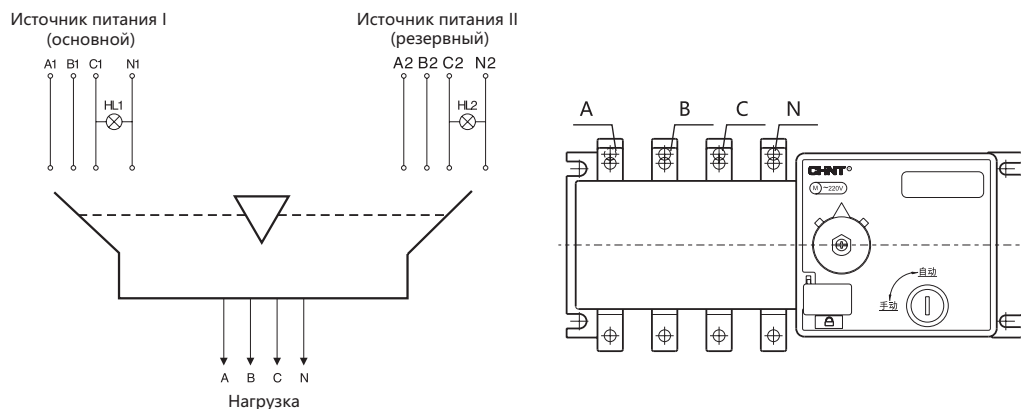 Источник питания I
(основной)
A1 B1 C1 N1
HL1
Источник питания II
(резервный)
A2 B2 C2 N2
HL2
A B C N
Нагрузка
A B C N
CHNT®
M ~220V
自动
手动